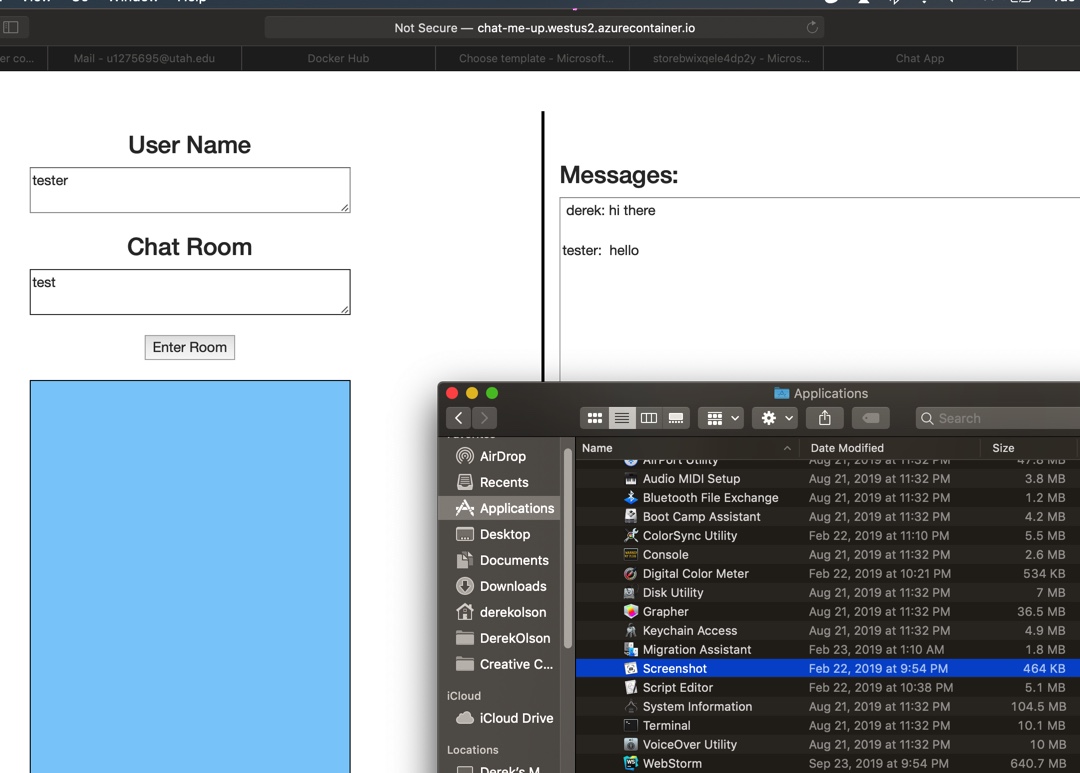 View Go Window Help
Not Secure — chat-me-up.westus2.azurecontainer.io
er co...
Mail - u1275695@utah.edu
Docker Hub
Choose template - Microsoft...
storebwixqele4dp2y - Micros...
Chat App
User Name
tester
Chat Room
test
Enter Room
Messages:
derek: hi there
tester: hello
Applications
Search
Favorites
AirDrop
Recents
Applications
Desktop
Documents
Downloads
derekolson
DerekOlson
Creative C...
iCloud
iCloud Drive
Locations
Derek's M
Name Date Modified Size
AirPort Utility Aug 21, 2019 at 11:32 PM 47.8 MB
Audio MIDI Setup Aug 21, 2019 at 11:32 PM 3.8 MB
Bluetooth File Exchange Aug 21, 2019 at 11:32 PM 1.2 MB
Boot Camp Assistant Aug 21, 2019 at 11:32 PM 4.2 MB
ColorSync Utility Feb 22, 2019 at 11:10 PM 5.5 MB
Console Aug 21, 2019 at 11:32 PM 2.6 MB
Digital Color Meter Feb 22, 2019 at 10:21 PM 534 KB
Disk Utility Aug 21, 2019 at 11:32 PM 7 MB
Grapher Aug 21, 2019 at 11:32 PM 36.5 MB
Keychain Access Aug 21, 2019 at 11:32 PM 4.9 MB
Migration Assistant Feb 23, 2019 at 1:10 AM 1.8 MB
Screenshot Feb 22, 2019 at 9:54 PM 464 KB
Script Editor Feb 22, 2019 at 10:38 PM 5.1 MB
System Information Aug 21, 2019 at 11:32 PM 104.5 MB
Terminal Aug 21, 2019 at 11:32 PM 10.1 MB
VoiceOver Utility Aug 21, 2019 at 11:32 PM 10 MB
WebStorm Sep 23, 2019 at 9:54 PM 640.7 MB